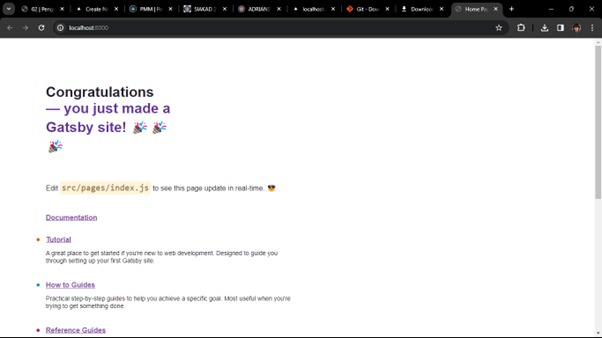 02 | Peng
Create N
PMM | P
SIAKAD
ADRIAN
localhost
Git - Dow
Downloa
Home Pa
localhost:8000
Congratulations
— you just made a
Gatsby site! 🎉🎉
🎉
Edit src/pages/index.js to see this page update in real-time. 😎
Documentation
Tutorial
A great place to get started if you're new to web development. Designed to guide you
through setting up your first Gatsby site.
How to Guides
Practical step-by-step guides to help you achieve a specific goal. Most useful when you're
trying to get something done.
Reference Guides